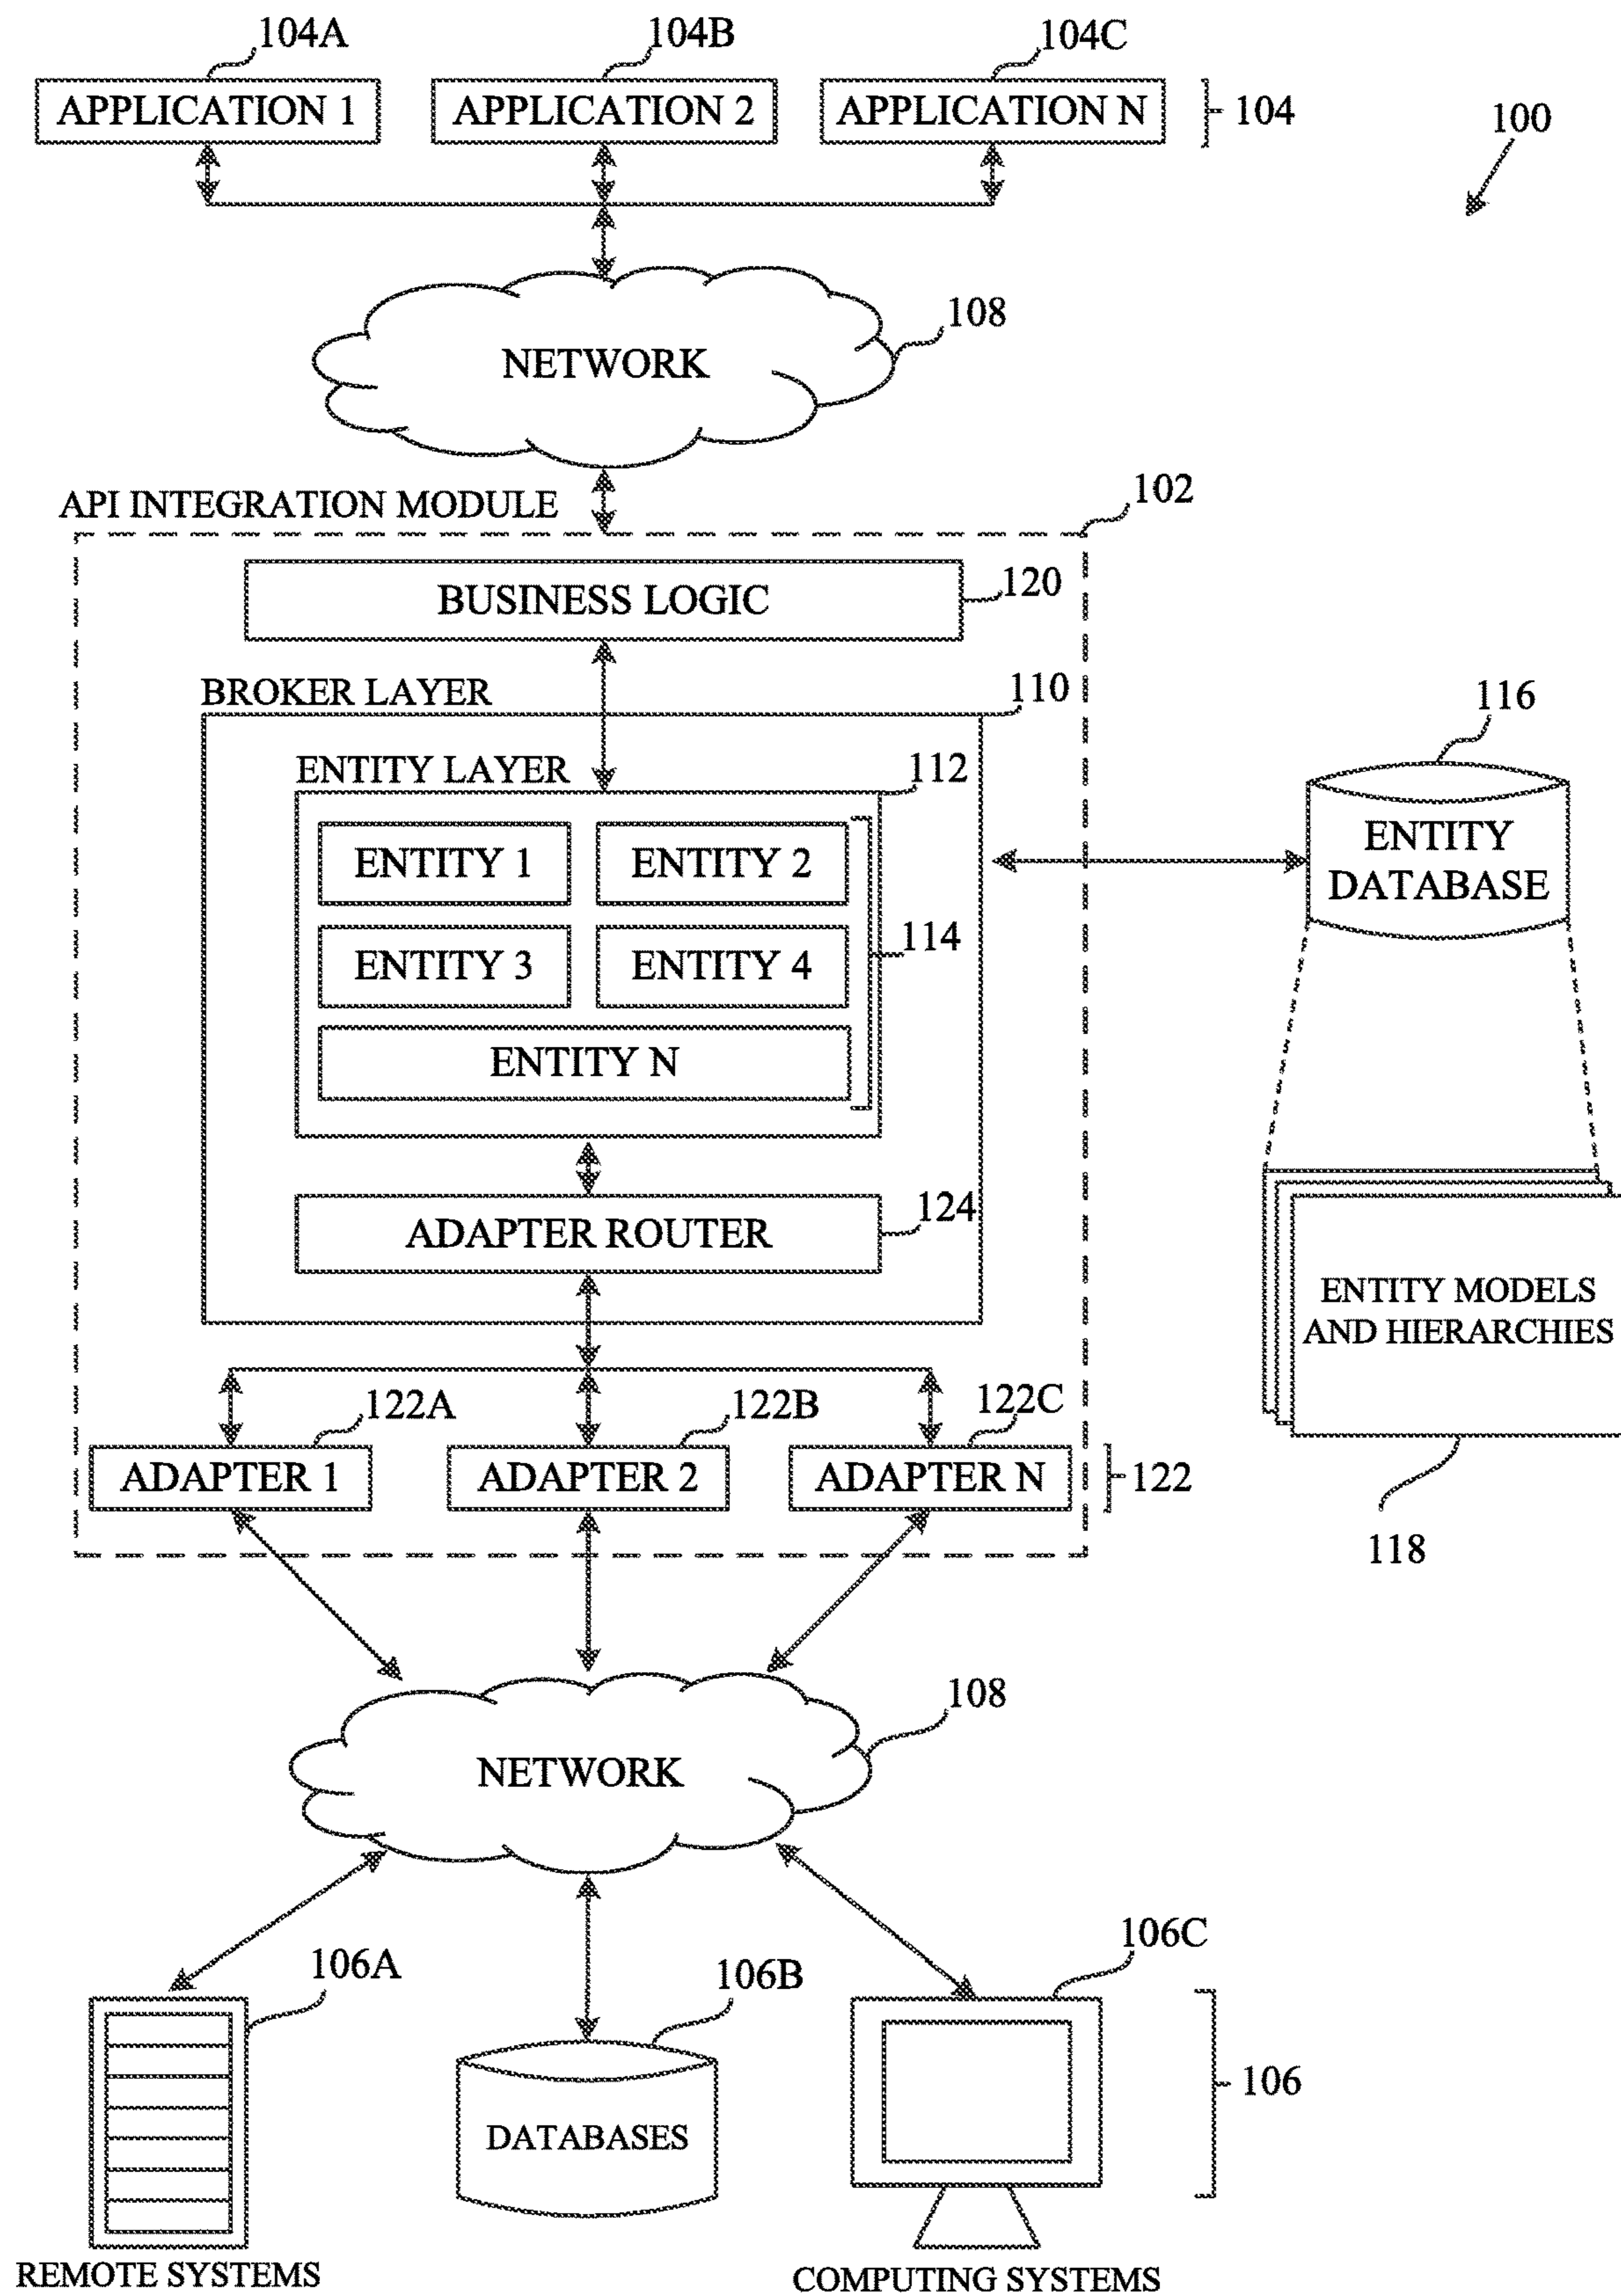 104A
104B
104C
APPLICATION 1
APPLICATION 2
APPLICATION N
104
100
108
NETWORK
API INTEGRATION MODULE
102
BUSINESS LOGIC
120
BROKER LAYER
110
116
ENTITY LAYER
112
ENTITY
DATABASE
ENTITY 1
ENTITY 2
114
ENTITY 3
ENTITY 4
ENTITY N
124
ADAPTER ROUTER
ENTITY MODELS
AND HIERARCHIES
122A
122B
122C
ADAPTER 1
ADAPTER 2
ADAPTER N
122
118
108
NETWORK
106A
106B
106C
106
DATABASES
REMOTE SYSTEMS
COMPUTING SYSTEMS